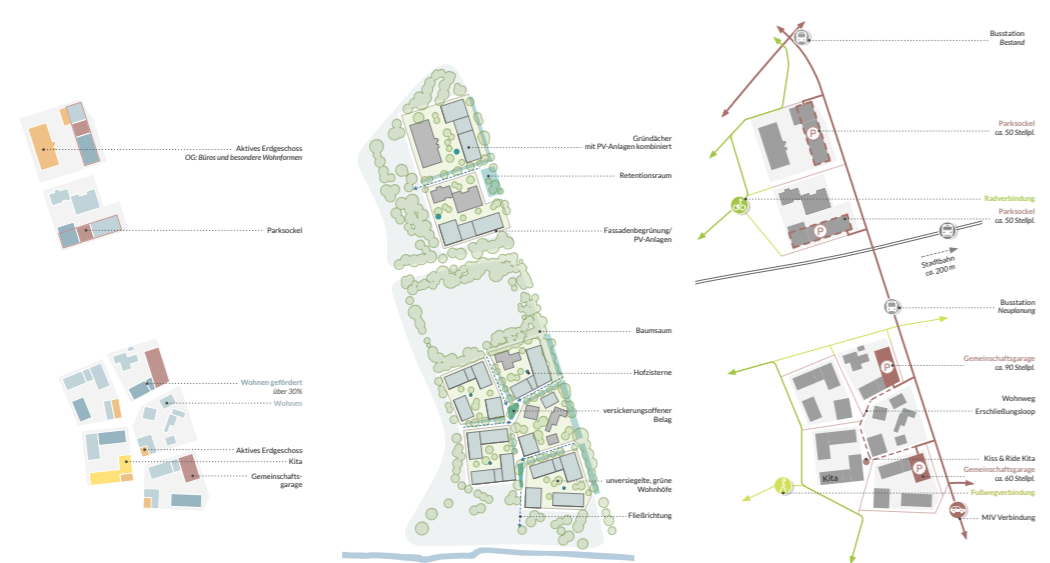 Aktives Erdgeschoss
OG: Büros und besondere Wohnformen
Parksockel
Wohnen gefördert
über 30%
Wohnen
Aktives Erdgeschoss
Kita
Gemeinschafts-
garage
Gründächer
mit PV-Anlagen kombiniert
Retentionsraum
Fassadenbegrünung/
PV-Anlagen
Baumsaum
Hofzisterne
versickerungsoffener
Belag
unversiegelte, grüne
Wohnhöfe
Fließrichtung
Busstation
Bestand
Parksockel
ca. 50 Stellpl.
P
Radverbindung
Parksockel
ca. 50 Stellpl.
P
Stadtbahn
ca. 200 m
Busstation
Neuplanung
Gemeinschaftsgarage
ca. 90 Stellpl.
P
Wohnweg
Erschließungsloop
Kiss & Ride Kita
Gemeinschaftsgarage
ca. 60 Stellpl.
P
Kita
Fußwegverbindung
MIV Verbindung